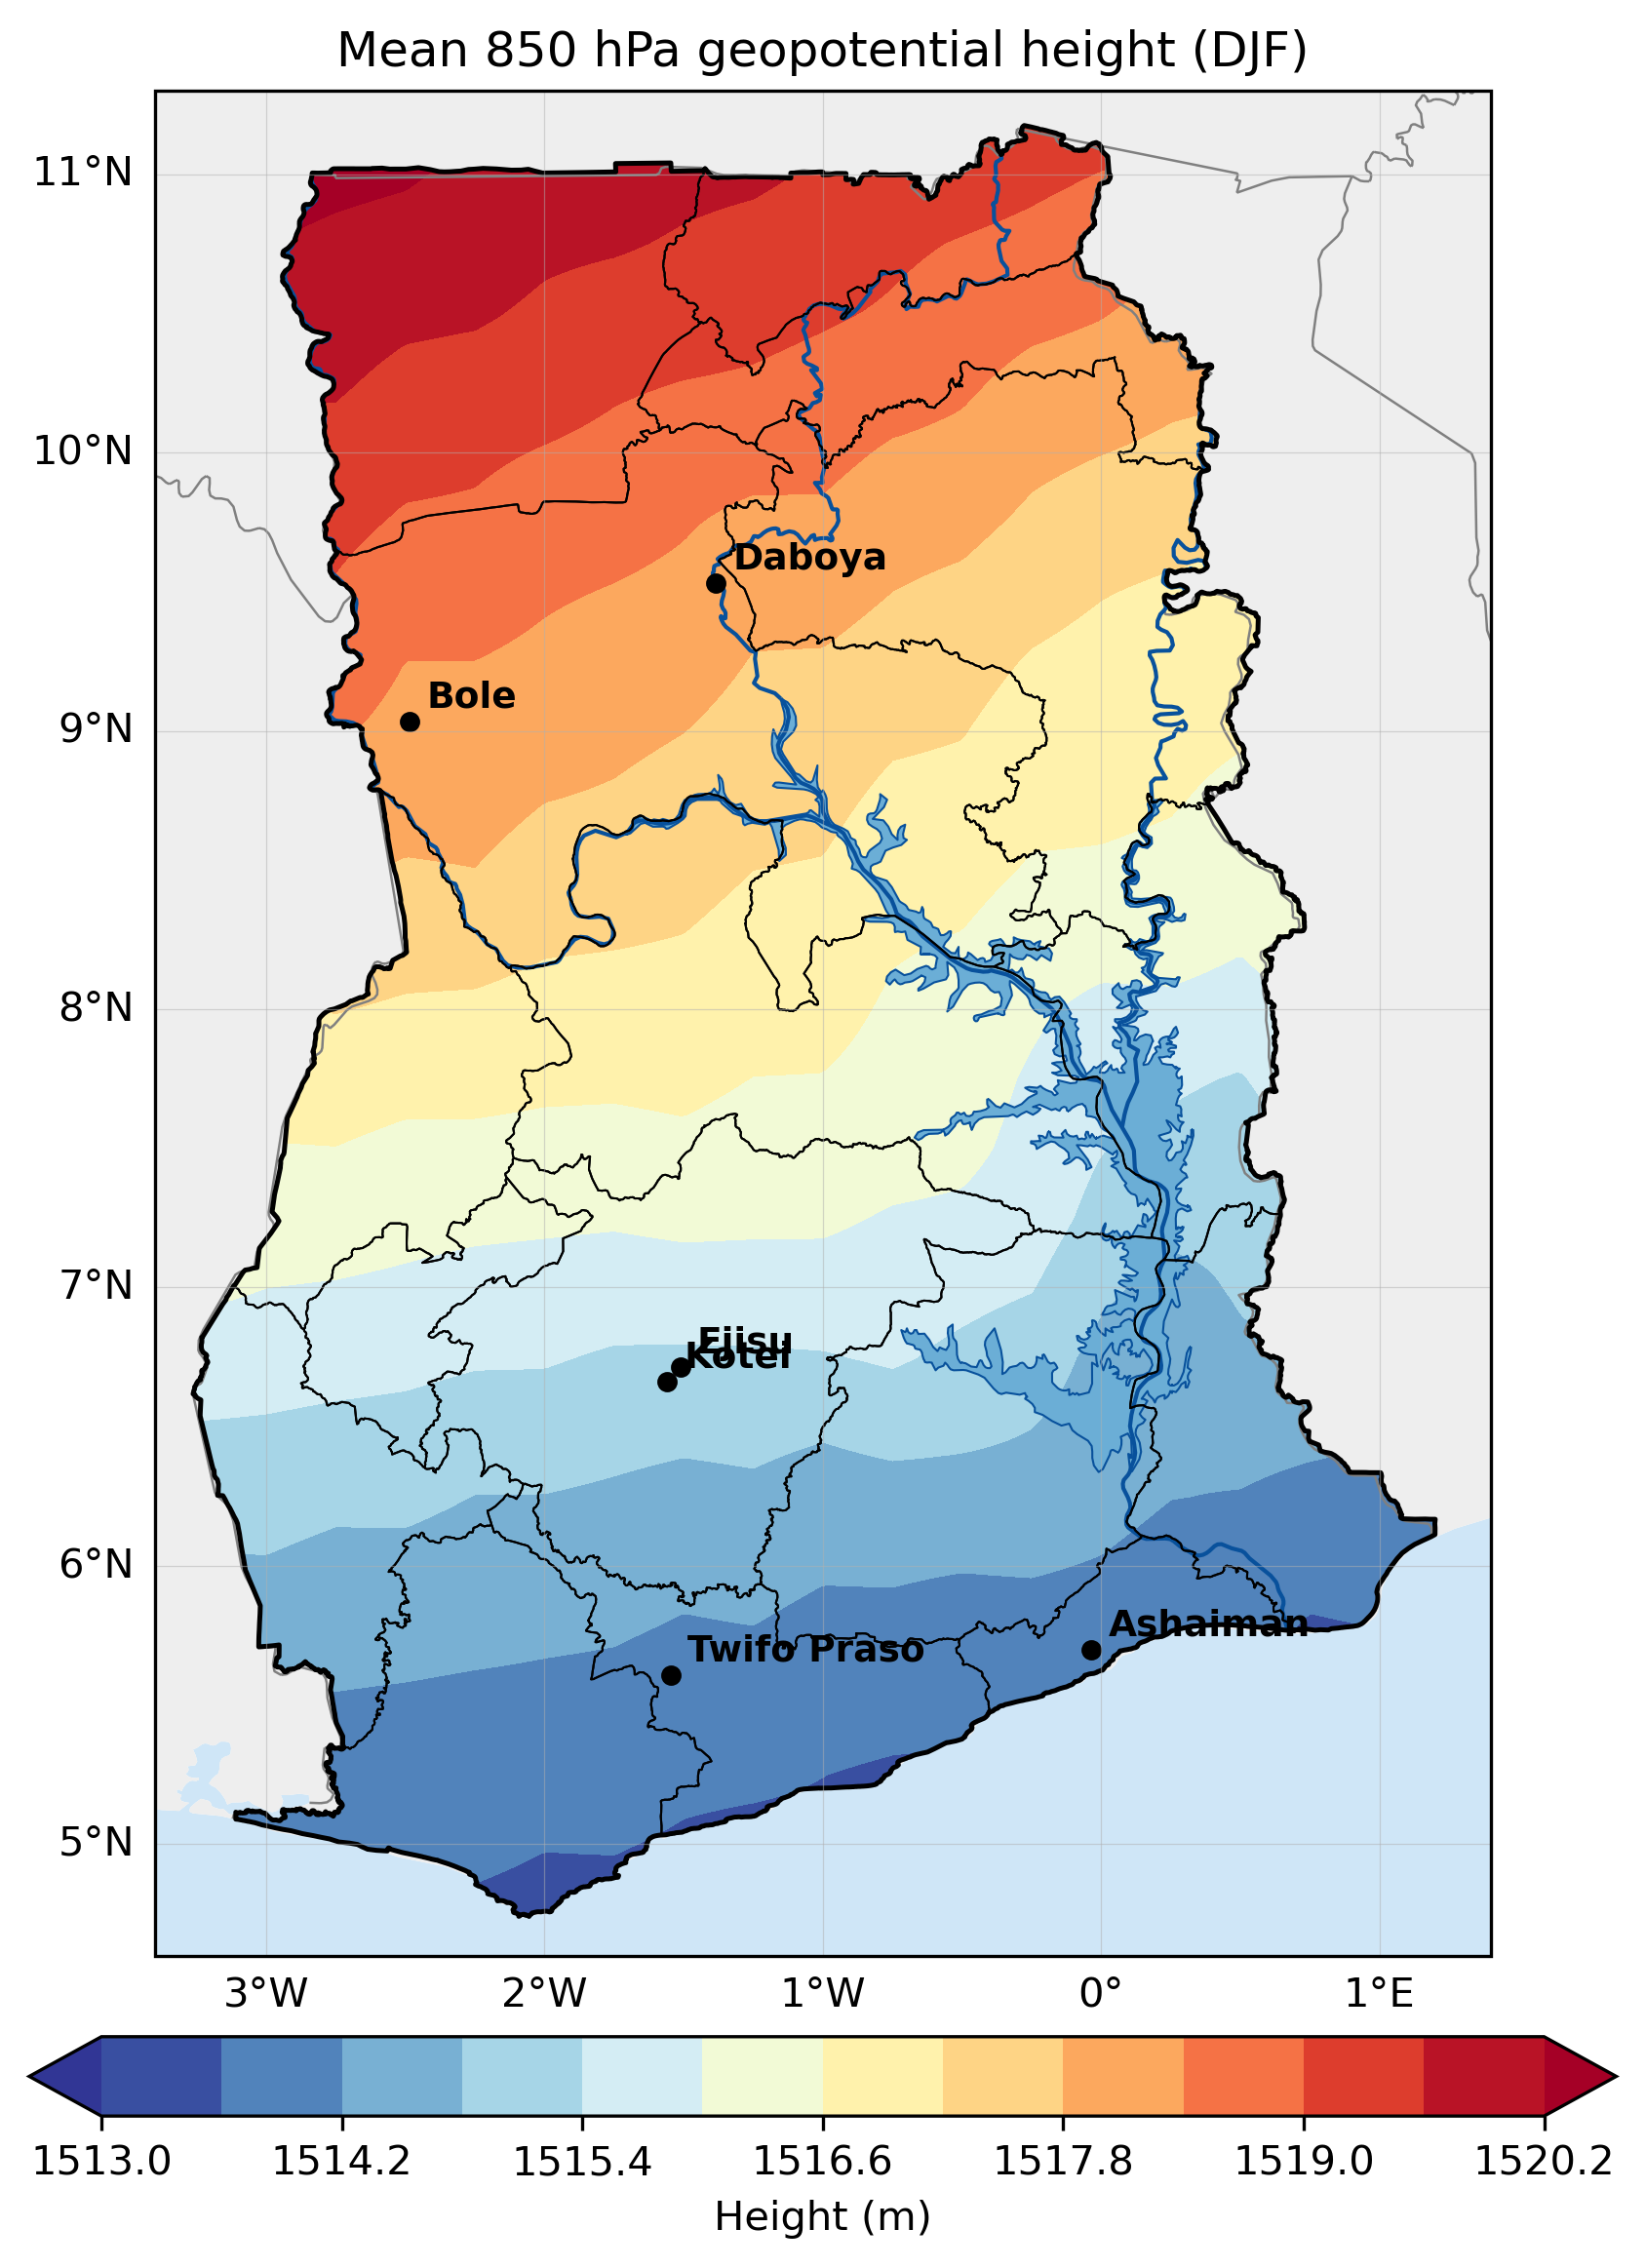 Mean 850 hPa geopotential height (DJF)
11°N
10°N
Daboya
Bole
9°N
8°N
7°N
Ejisu
Kotei
6°N
Ashaiman
Twifo Praso
5°N
3°W 2°W 1°W 0° 1°E
1513.0 1514.2 1515.4 1516.6 1517.8 1519.0 1520.2
Height (m)